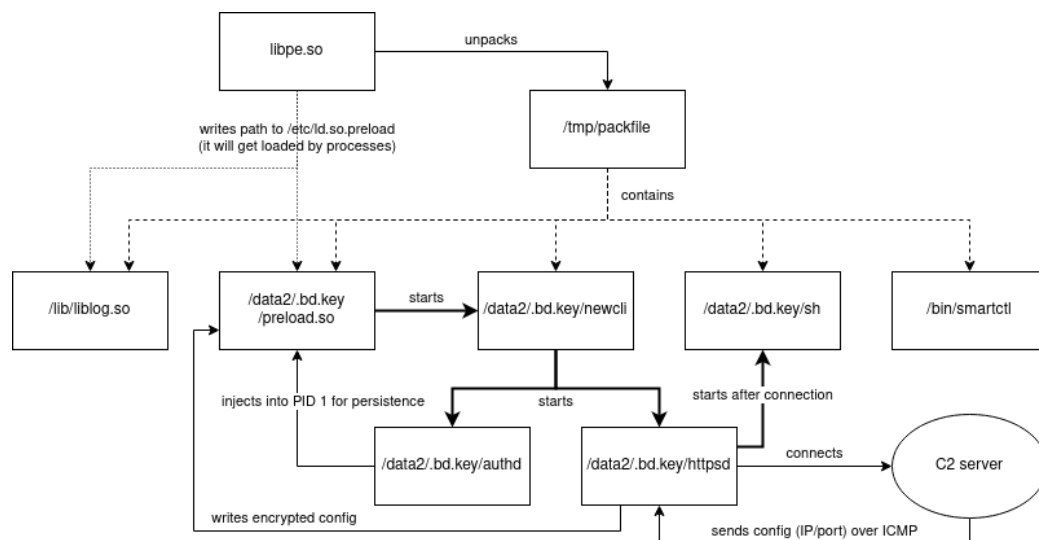 libpe.so
unpacks
/tmp/packfile
writes path to /etc/ld.so.preload
(it will get loaded by processes)
contains
/lib/liblog.so
/data2/.bd.key
/preload.so
starts
/data2/.bd.key/newcli
/data2/.bd.key/sh
/bin/smartctl
injects into PID 1 for persistence
starts
starts after connection
/data2/.bd.key/authd
/data2/.bd.key/httpsd
connects
C2 server
writes encrypted config
sends config (IP/port) over ICMP